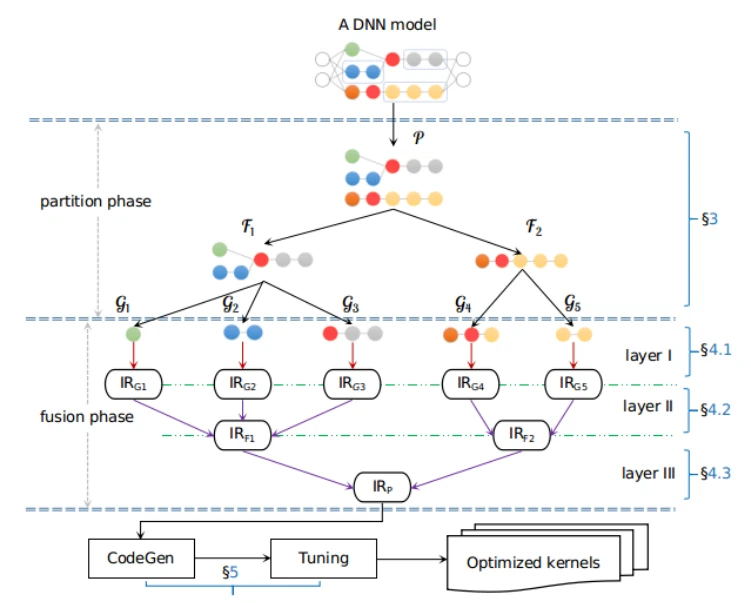 A DNN model
𝒫
partition phase
§3
ℱ1 ℱ2
𝒢1 𝒢2 𝒢3 𝒢4 𝒢5
layer I
§4.1
IRG1 IRG2 IRG3 IRG4 IRG5
layer II
§4.2
fusion phase
IRF1 IRF2
layer III
§4.3
IRP
CodeGen
Tuning
Optimized kernels
§5